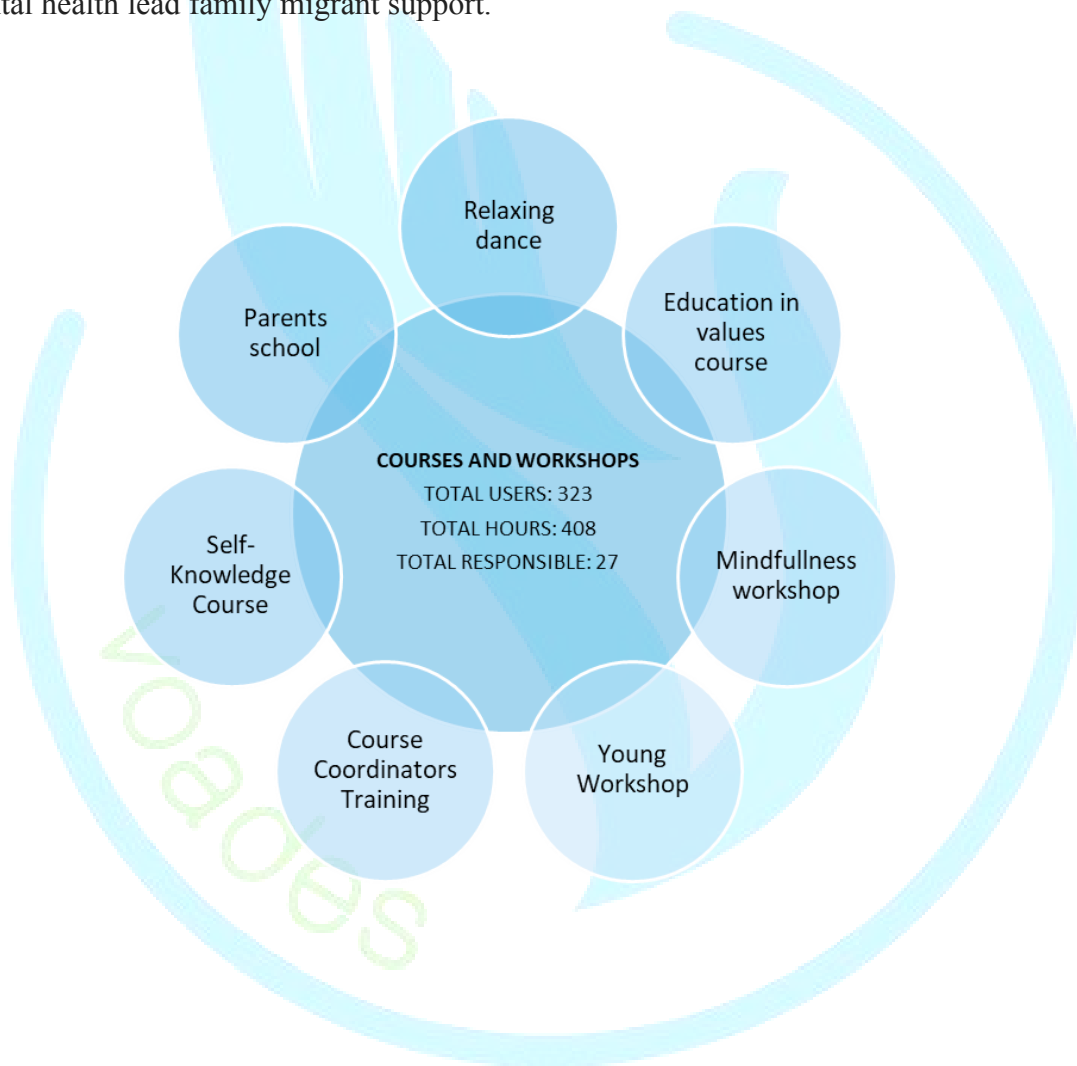 tal health lead family migrant support.
Relaxing
dance
Education in
values
course
Mindfullness
workshop
Young
Workshop
Course
Coordinators
Training
Self-
Knowledge
Course
Parents
school
COURSES AND WORKSHOPS
TOTAL USERS: 323
TOTAL HOURS: 408
TOTAL RESPONSIBLE: 27
voades